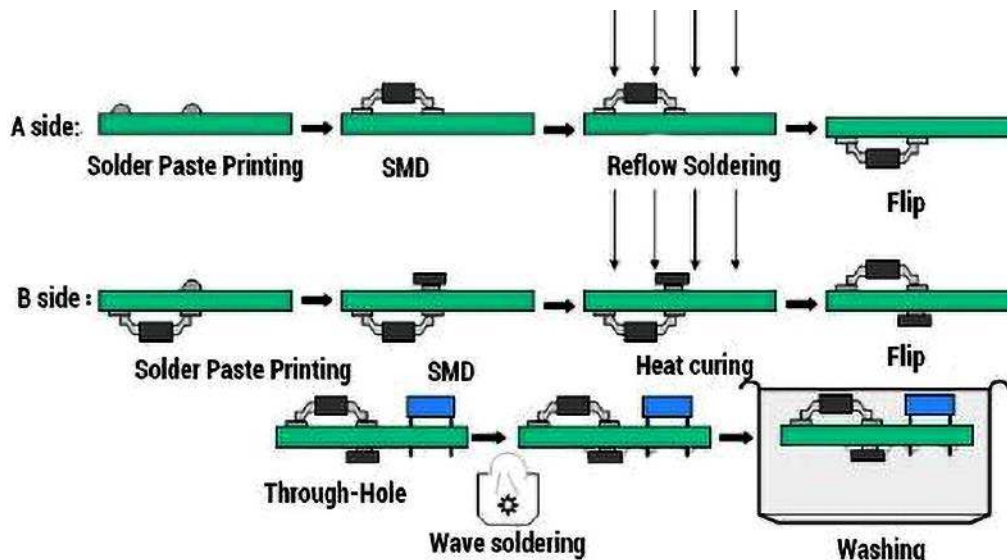 A side:
Solder Paste Printing
SMD
Reflow Soldering
Flip
B side :
Solder Paste Printing
SMD
Heat curing
Flip
Through-Hole
Wave soldering
Washing